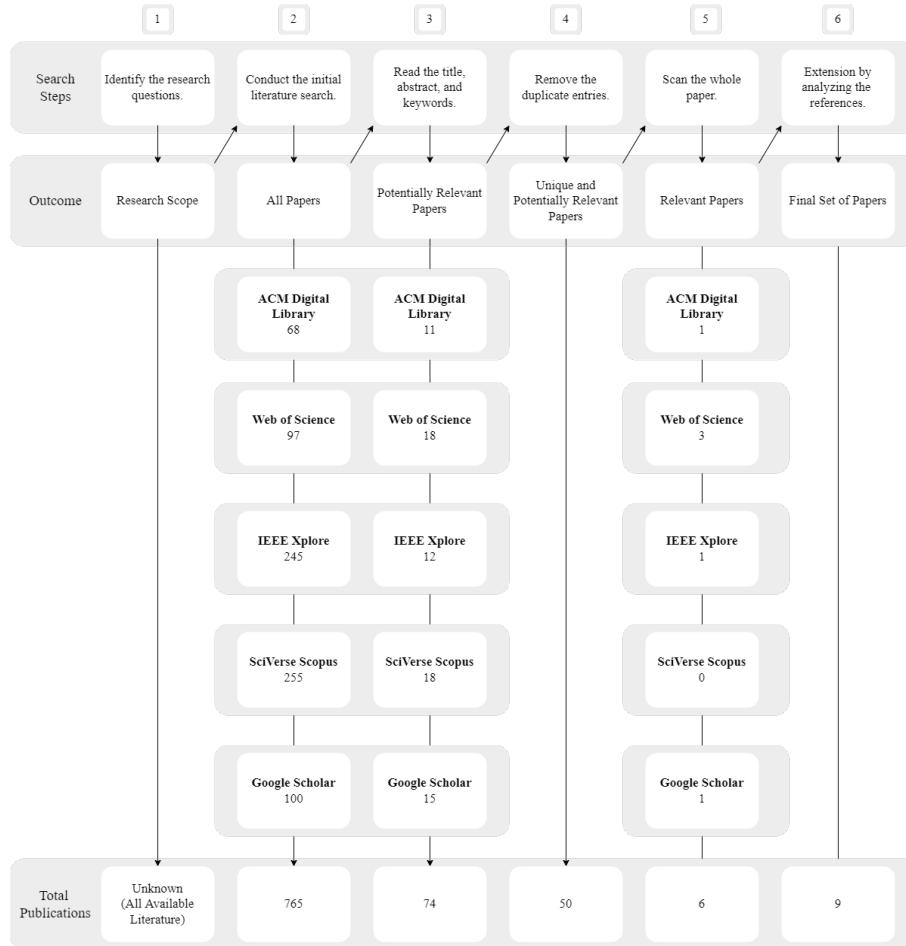 1 2 3 4 5 6
Search
Steps
Identify the research
questions.
Conduct the initial
literature search.
Read the title,
abstract, and
keywords.
Remove the
duplicate entries.
Scan the whole
paper.
Extension by
analyzing the
references.
Outcome
Research Scope
All Papers
Potentially Relevant
Papers
Unique and
Potentially Relevant
Papers
Relevant Papers
Final Set of Papers
ACM Digital
Library
68
ACM Digital
Library
11
ACM Digital
Library
1
Web of Science
97
Web of Science
18
Web of Science
3
IEEE Xplore
245
IEEE Xplore
12
IEEE Xplore
1
SciVerse Scopus
255
SciVerse Scopus
18
SciVerse Scopus
0
Google Scholar
100
Google Scholar
15
Google Scholar
1
Total
Publications
Unknown
(All Available
Literature)
765
74
50
6
9